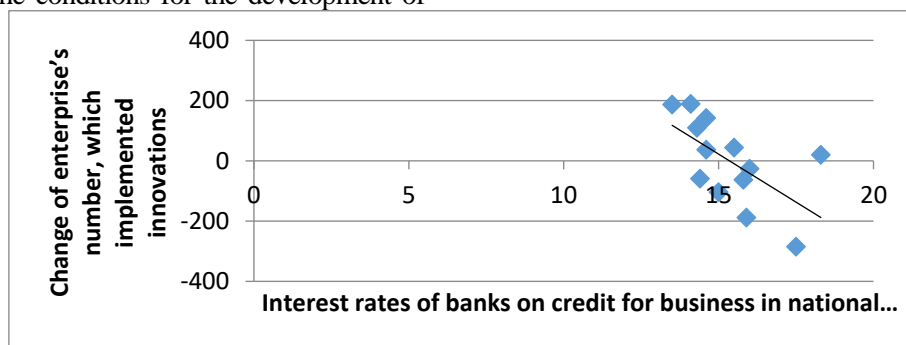 ne conditions for the development of
Change of enterprise's
number, which
implemented
innovations
400
200
0
-200
-400
0
5
10
15
20
Interest rates of banks on credit for business in national…